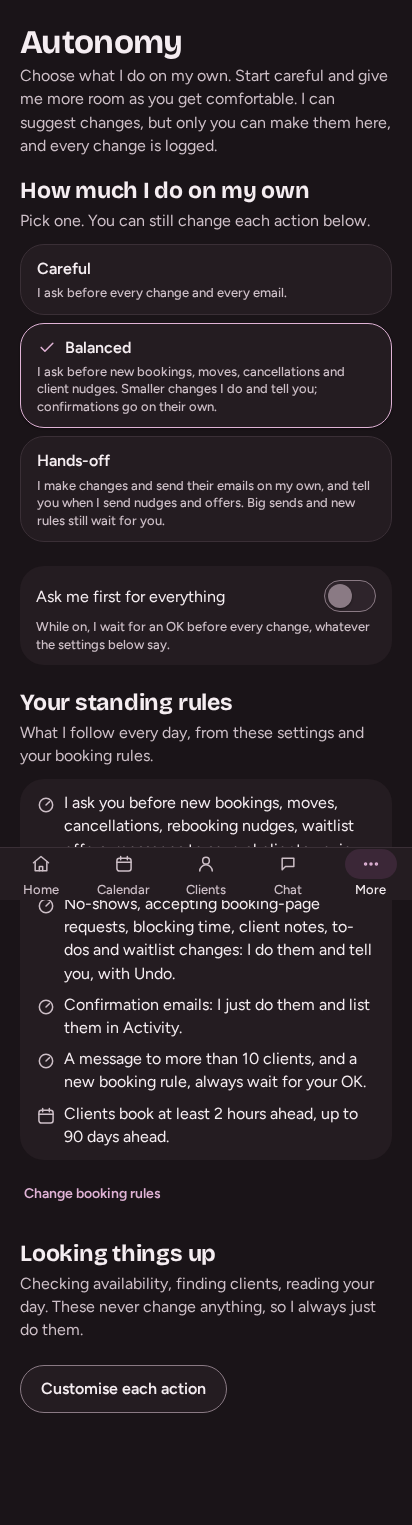 Autonomy
Choose what I do on my own. Start careful and give
me more room as you get comfortable. I can
suggest changes, but only you can make them here,
and every change is logged.
How much I do on my own
Pick one. You can still change each action below.
Careful
I ask before every change and every email.
Balanced
I ask before new bookings, moves, cancellations and
client nudges. Smaller changes I do and tell you;
confirmations go on their own.
Hands-off
I make changes and send their emails on my own, and tell
you when I send nudges and offers. Big sends and new
rules still wait for you.
Ask me first for everything
While on, I wait for an OK before every change, whatever
the settings below say.
Your standing rules
What I follow every day, from these settings and
your booking rules.
I ask you before new bookings, moves,
cancellations, rebooking nudges, waitlist
Home
Calendar
Clients
Chat
More
No-shows, accepting booking-page
requests, blocking time, client notes, to-
dos and waitlist changes: I do them and tell
you, with Undo.
Confirmation emails: I just do them and list
them in Activity.
A message to more than 10 clients, and a
new booking rule, always wait for your OK.
Clients book at least 2 hours ahead, up to
90 days ahead.
Change booking rules
Looking things up
Checking availability, finding clients, reading your
day. These never change anything, so I always just
do them.
Customise each action